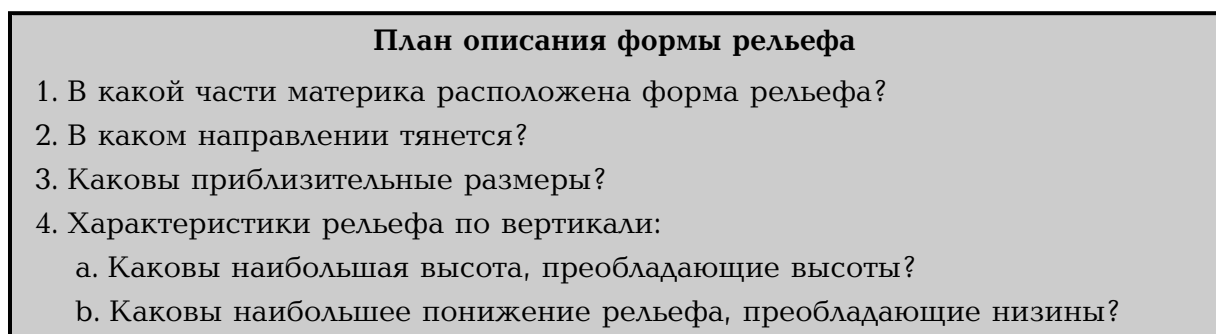 План описания формы рельефа
1. В какой части материка расположена форма рельефа?
2. В каком направлении тянется?
3. Каковы приблизительные размеры?
4. Характеристики рельефа по вертикали:
a. Каковы наибольшая высота, преобладающие высоты?
b. Каковы наибольшее понижение рельефа, преобладающие низины?